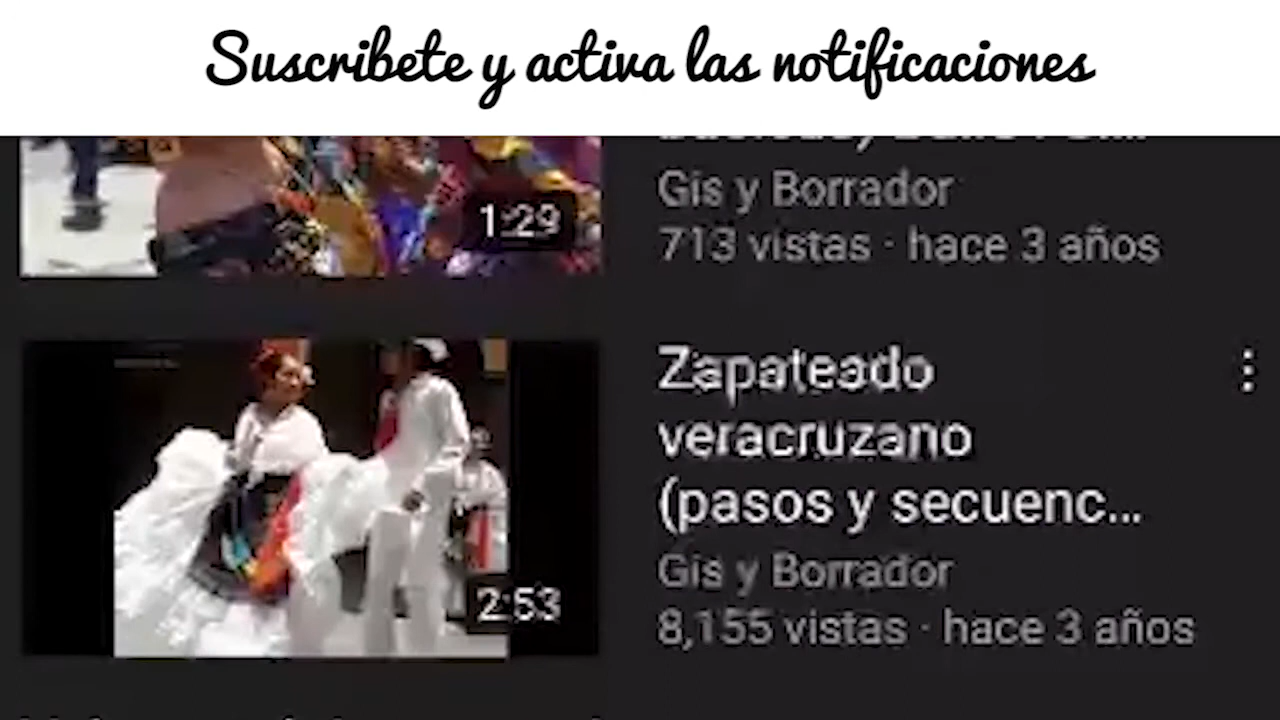 Suscribete y activa las notificaciones
1:29
Gis y Borrador
713 vistas · hace 3 años
Zapateado
veracruzano
(pasos y secuenc...
Gis y Borrador
2:53
8,155 vistas · hace 3 años